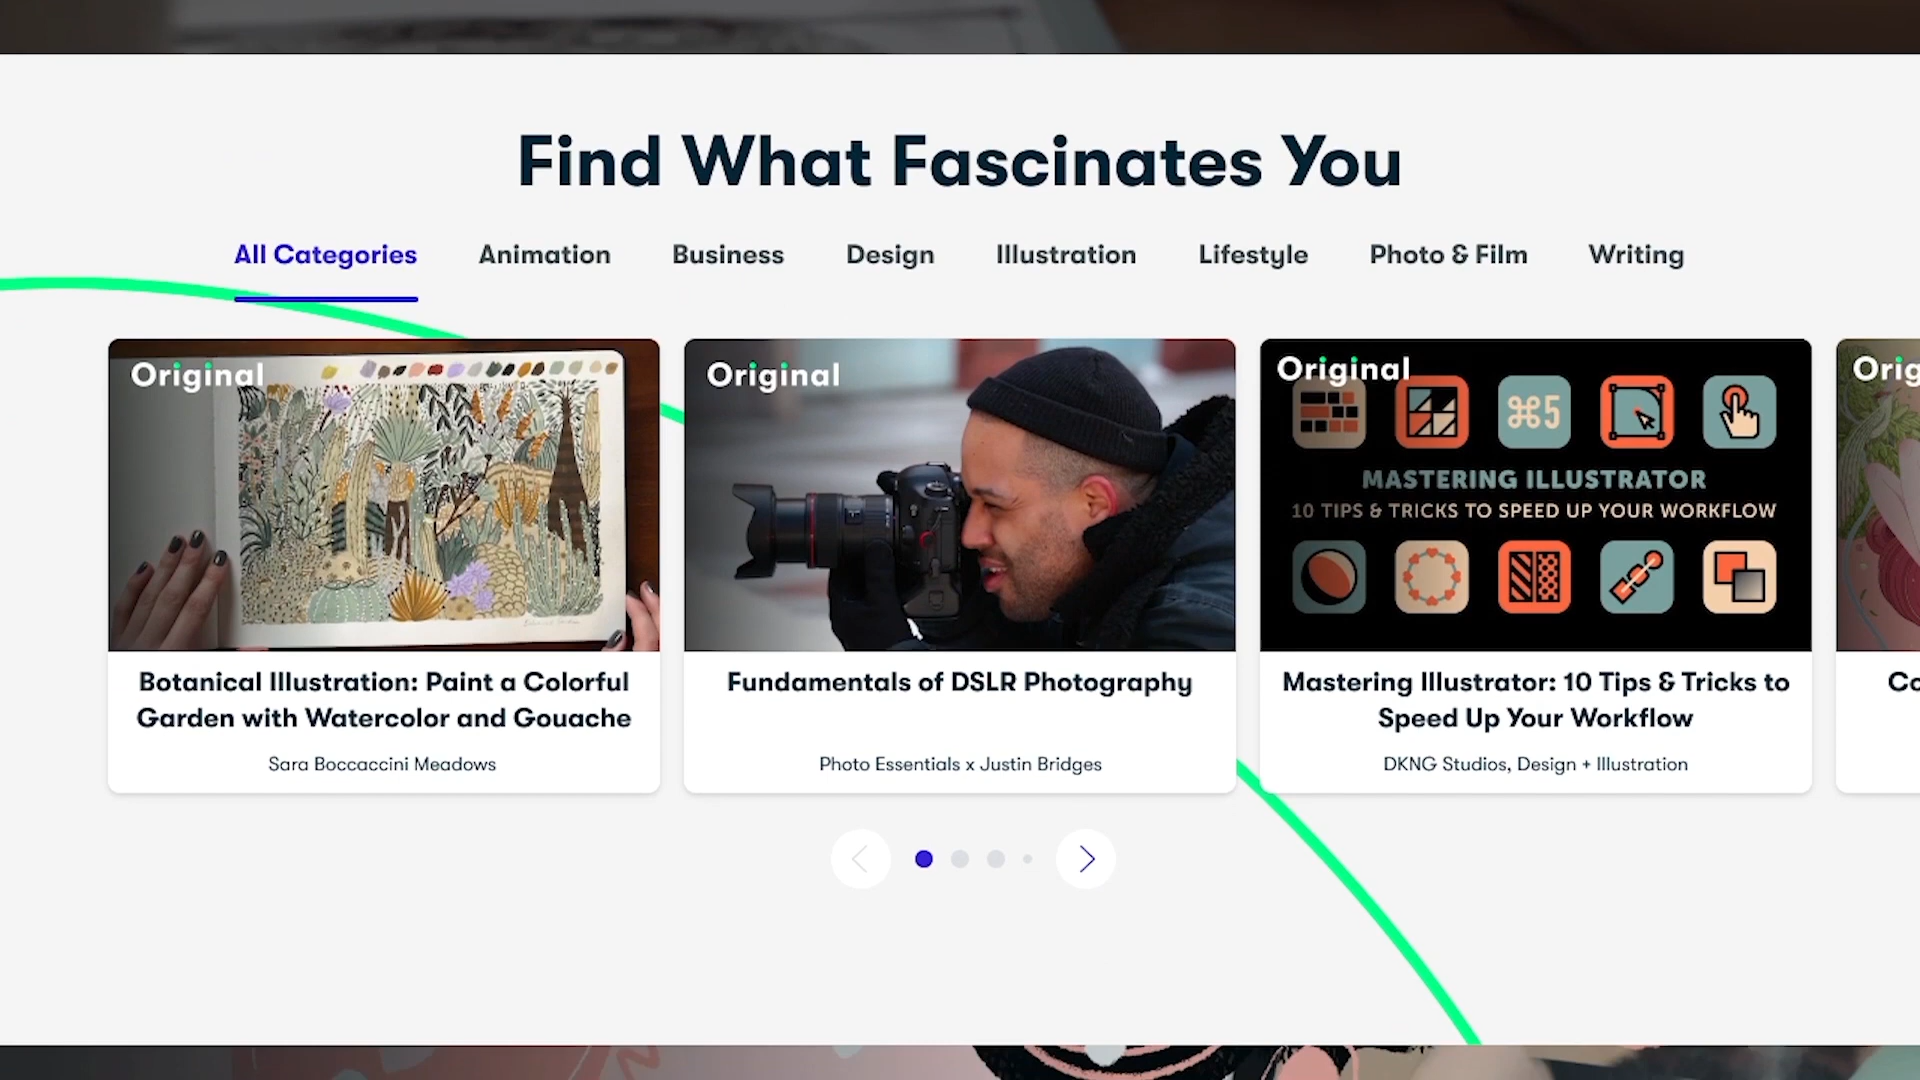 Find What Fascinates You
All Categories Animation Business Design Illustration Lifestyle Photo & Film Writing
Original
Botanical Illustration: Paint a Colorful
Garden with Watercolor and Gouache
Sara Boccaccini Meadows
Original
Fundamentals of DSLR Photography
Photo Essentials x Justin Bridges
Original
⌘5
MASTERING ILLUSTRATOR
10 TIPS & TRICKS TO SPEED UP YOUR WORKFLOW
Mastering Illustrator: 10 Tips & Tricks to
Speed Up Your Workflow
DKNG Studios, Design + Illustration
Orig
Co